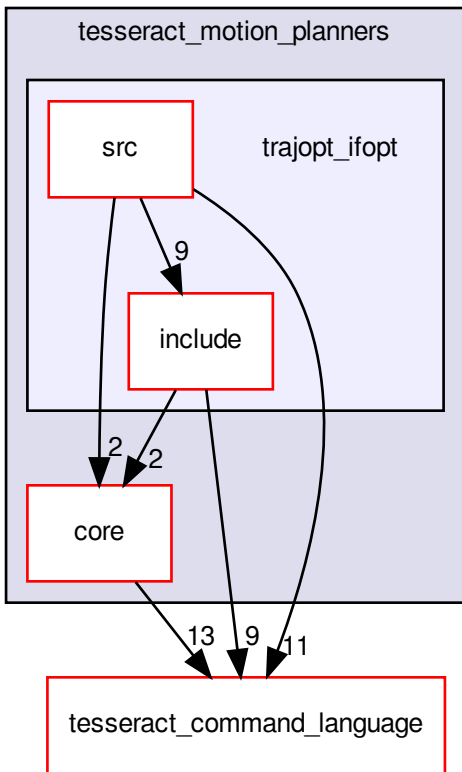 tesseract_motion_planners
src
trajopt_ifopt
9
include
2
2
core
13
9
11
tesseract_command_language